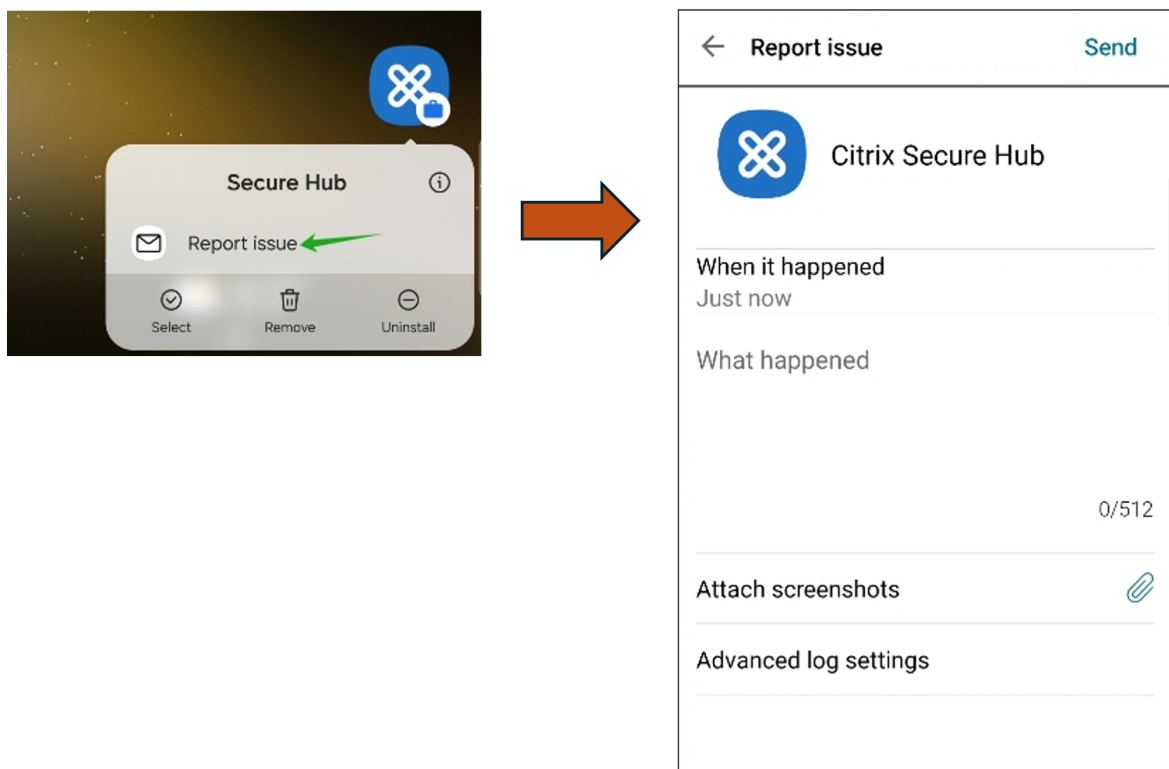 Secure Hub
Report issue
Select Remove Uninstall
Report issue Send
Citrix Secure Hub
When it happened
Just now
What happened
0/512
Attach screenshots
Advanced log settings